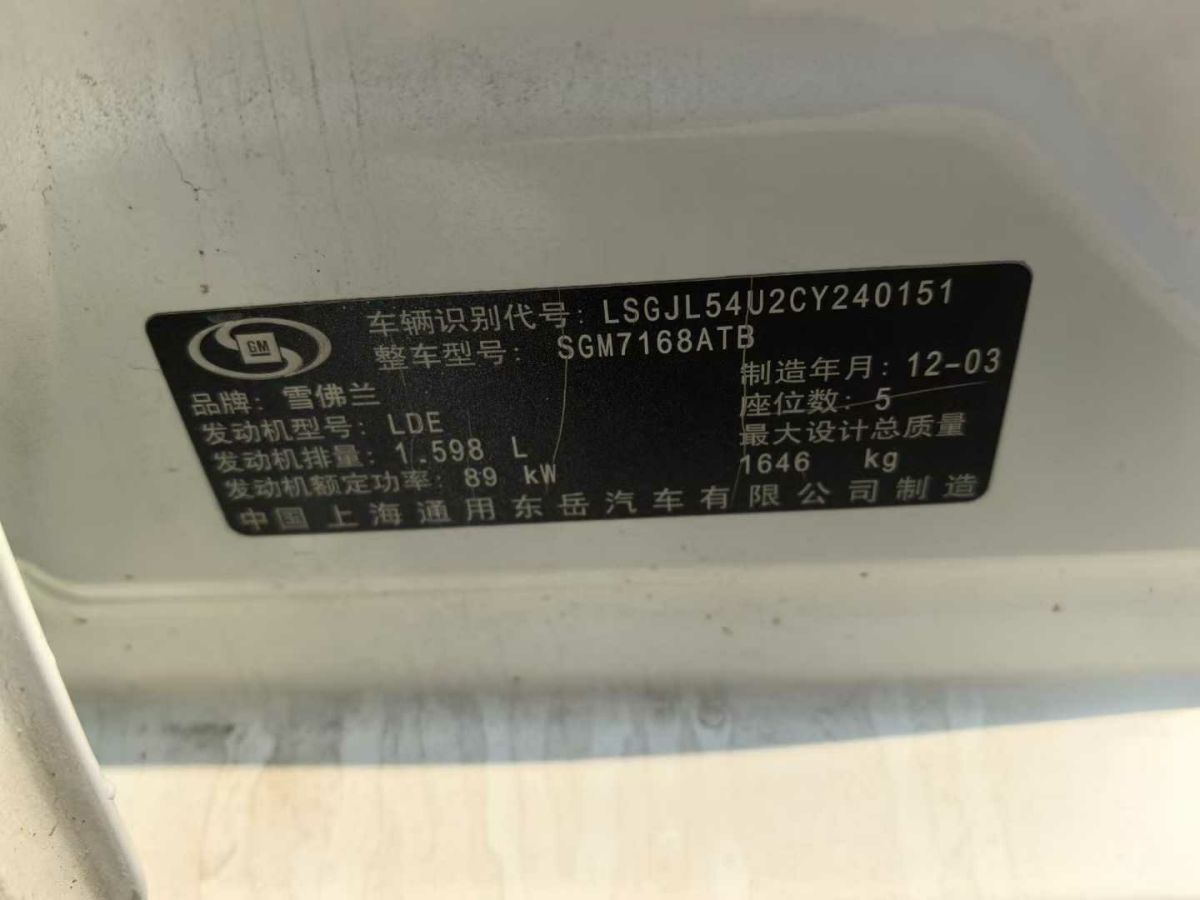 GM
车辆识别代号: LSGJL54U2CY240151
整车型号: SGM7168ATB
制造年月: 12-03
品牌: 雪佛兰
座位数: 5
发动机型号: LDE
最大设计总质量
发动机排量: 1.598 L
1646 kg
发动机额定功率: 89 kW
中国上海通用东岳汽车有限公司制造